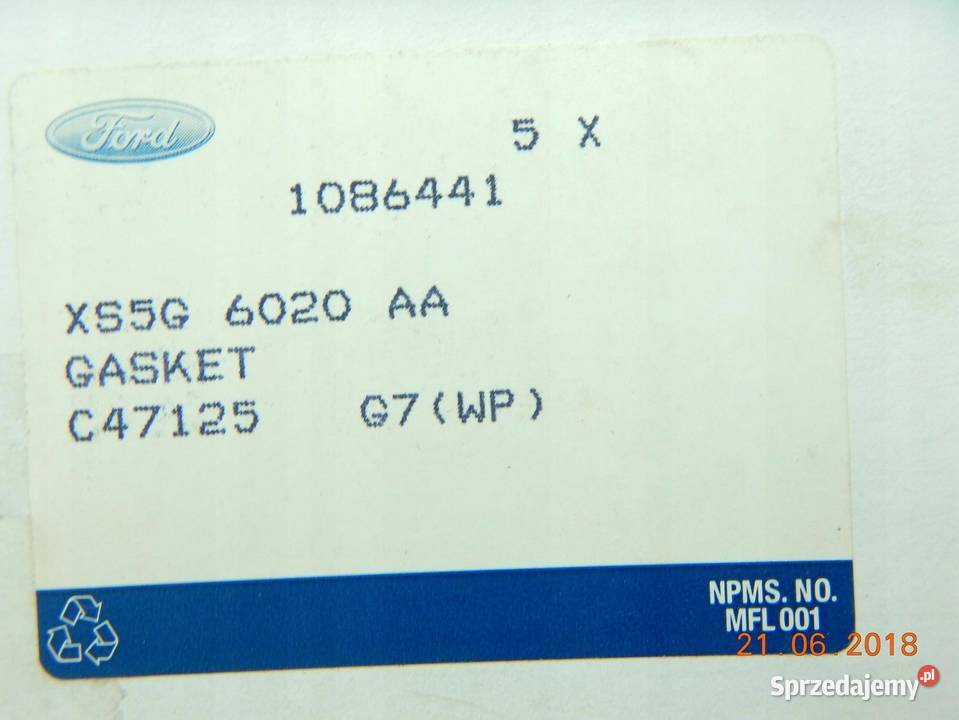 Ford
5 X
1086441
XS5G 6020 AA
GASKET
C47125 G7(WP)
NPMS. NO.
MFL 001
21.06.2018
Sprzedajemy.pl